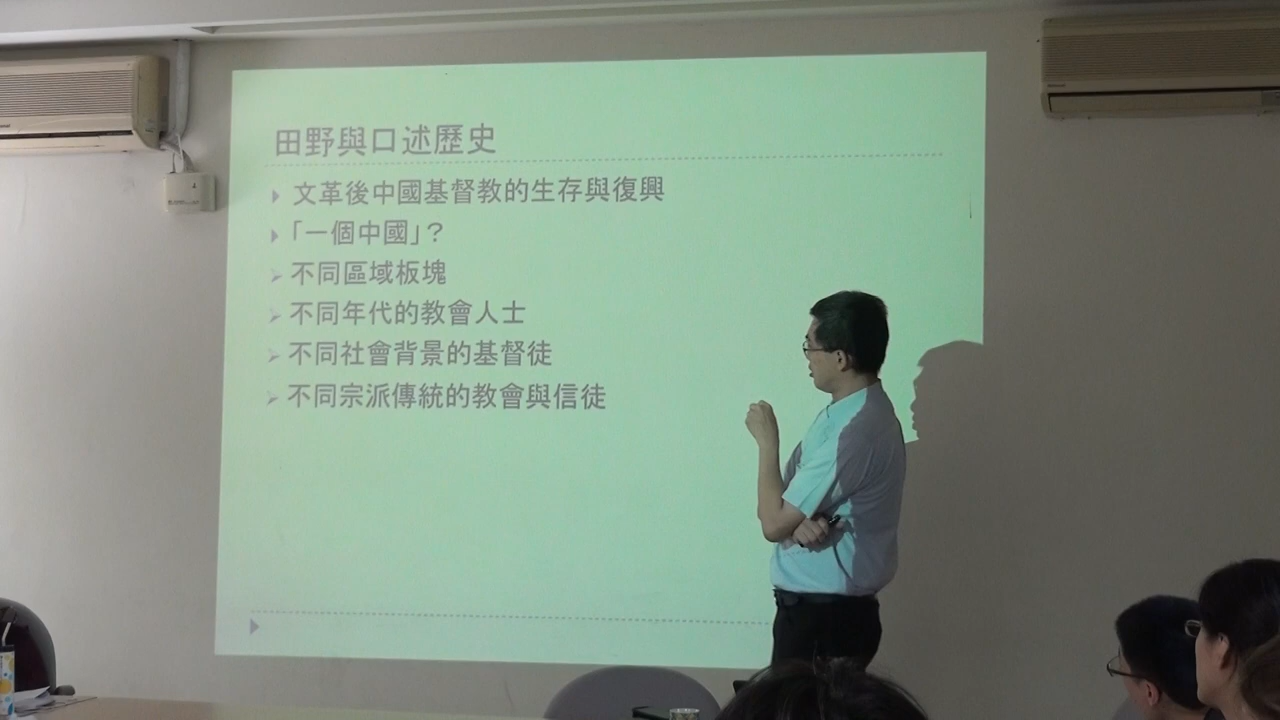 田野與口述歷史
文革後中國基督教的生存與復興
「一個中國」?
不同區域板塊
不同年代的教會人士
不同社會背景的基督徒
不同宗派傳統的教會與信徒